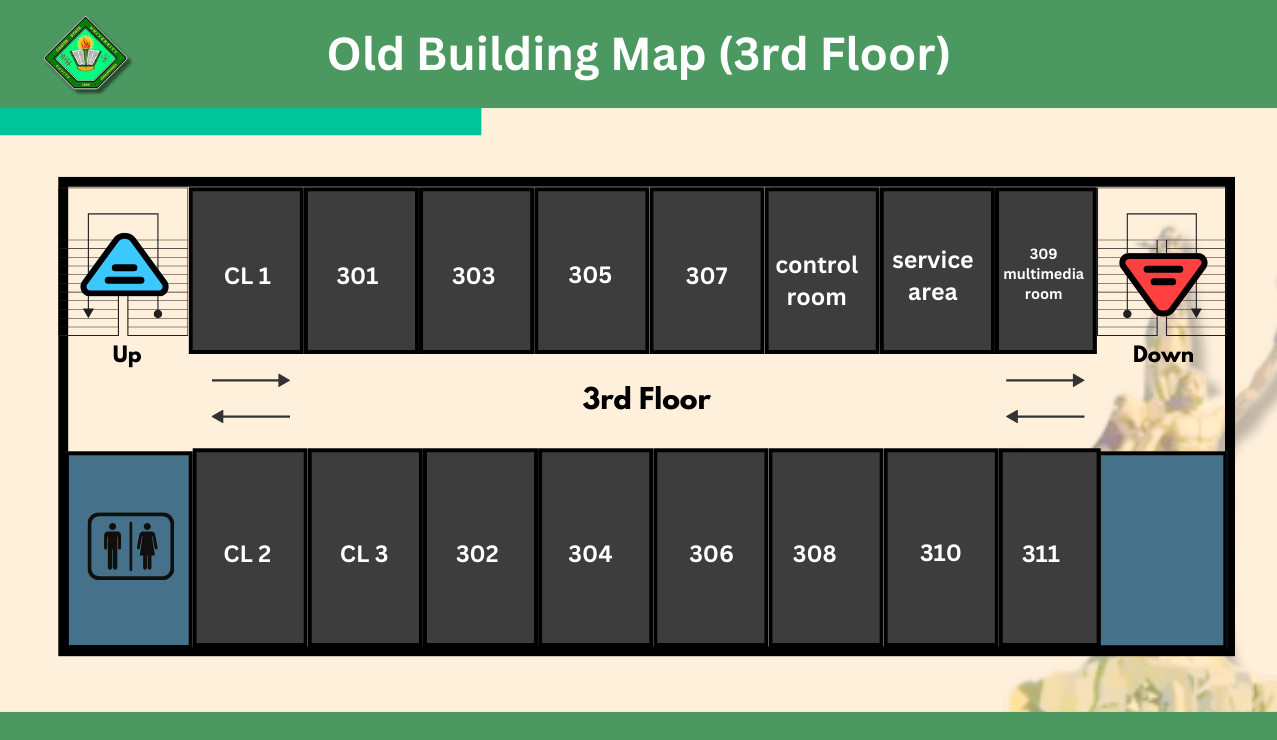 Old Building Map (3rd Floor)
CL 1
301
303
305
307
control
room
service
area
309
multimedia
room
Up
Down
3rd Floor
CL 2
CL 3
302
304
306
308
310
311